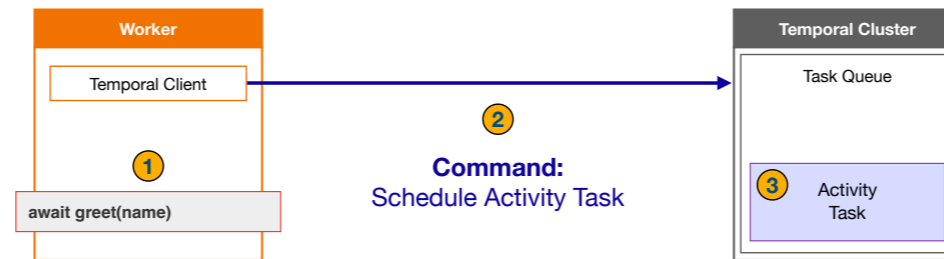 Worker
Temporal Client
1
await greet(name)
2
Command:
Schedule Activity Task
Temporal Cluster
Task Queue
3
Activity
Task